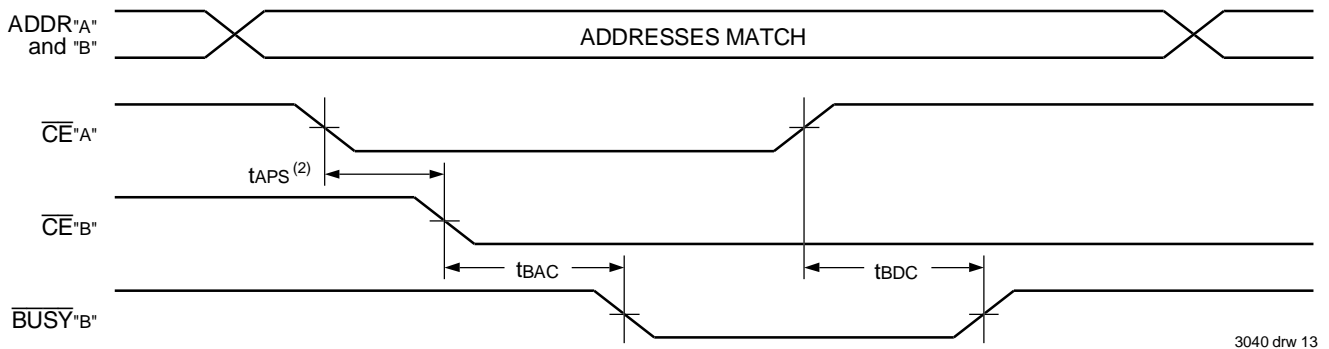 ADDR"A"
and "B"
ADDRESSES MATCH
CE"A"
tAPS (2)
CE"B"
tBAC
tBDC
BUSY"B"
3040 drw 13